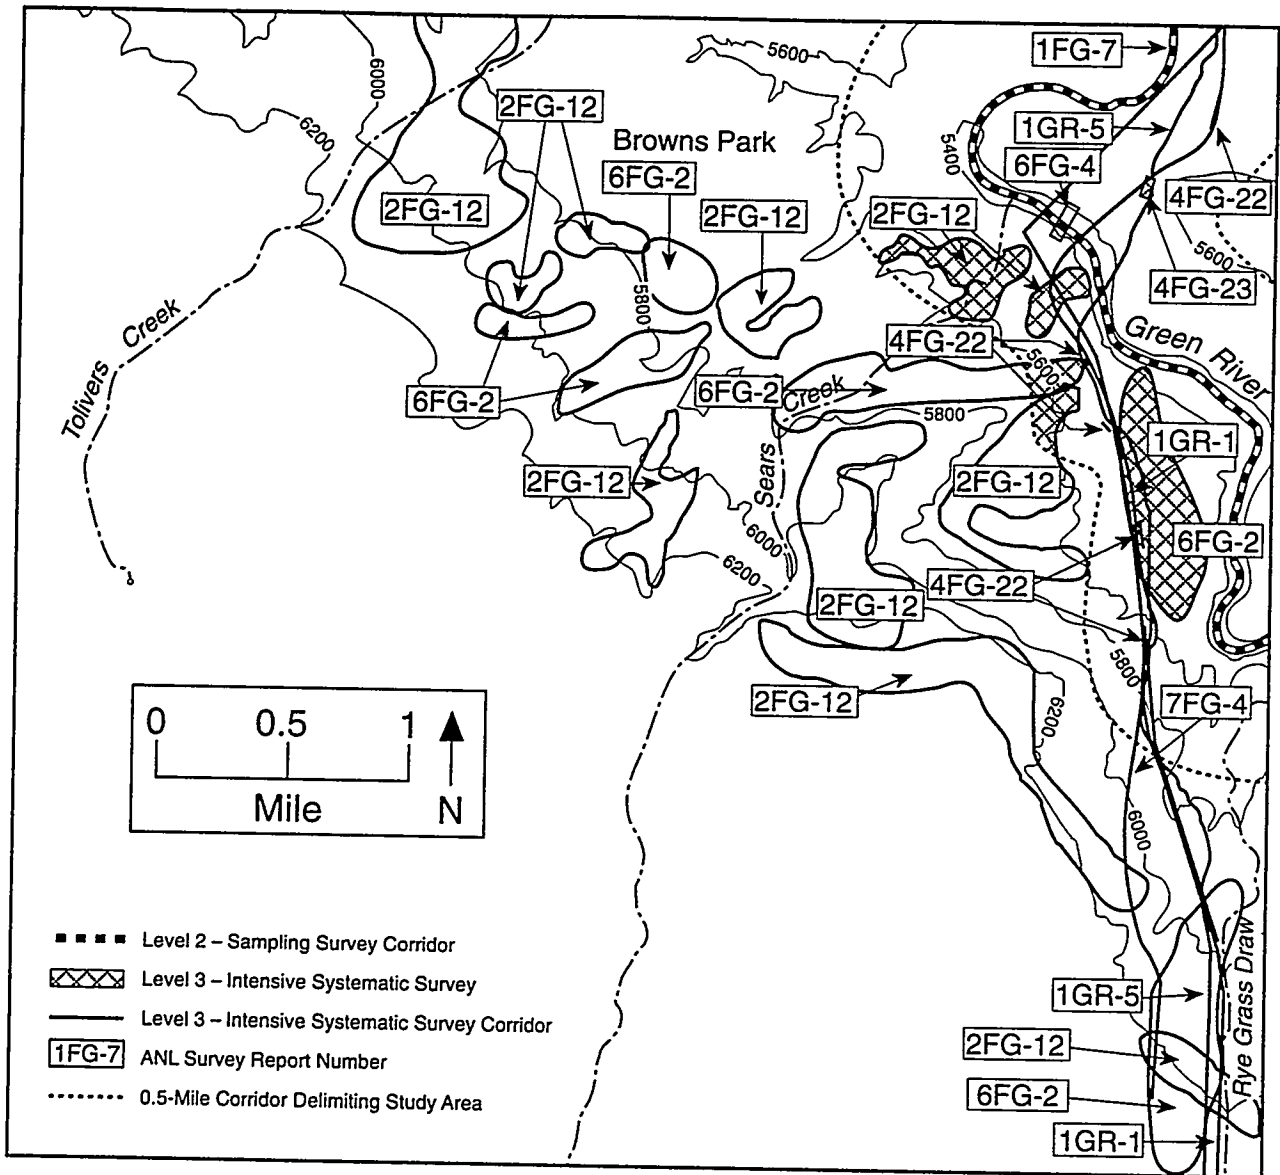 1FG-7
5600
6000
2FG-12
6200
Browns Park
1GR-5
5400
6FG-4
6FG-2
4FG-22
2FG-12
2FG-12
2FG-12
5600
4FG-23
5800
Tolivers Creek
Green River
4FG-22
5600
6FG-2
6FG-2
Sears Creek
5800
1GR-1
2FG-12
2FG-12
6000
6FG-2
6200
4FG-22
2FG-12
5800
2FG-12
7FG-4
6200
0 0.5 1
Mile
N
6000
Level 2 – Sampling Survey Corridor
Level 3 – Intensive Systematic Survey
Level 3 – Intensive Systematic Survey Corridor
1FG-7 ANL Survey Report Number
0.5-Mile Corridor Delimiting Study Area
1GR-5
Rye Grass Draw
2FG-12
6FG-2
1GR-1